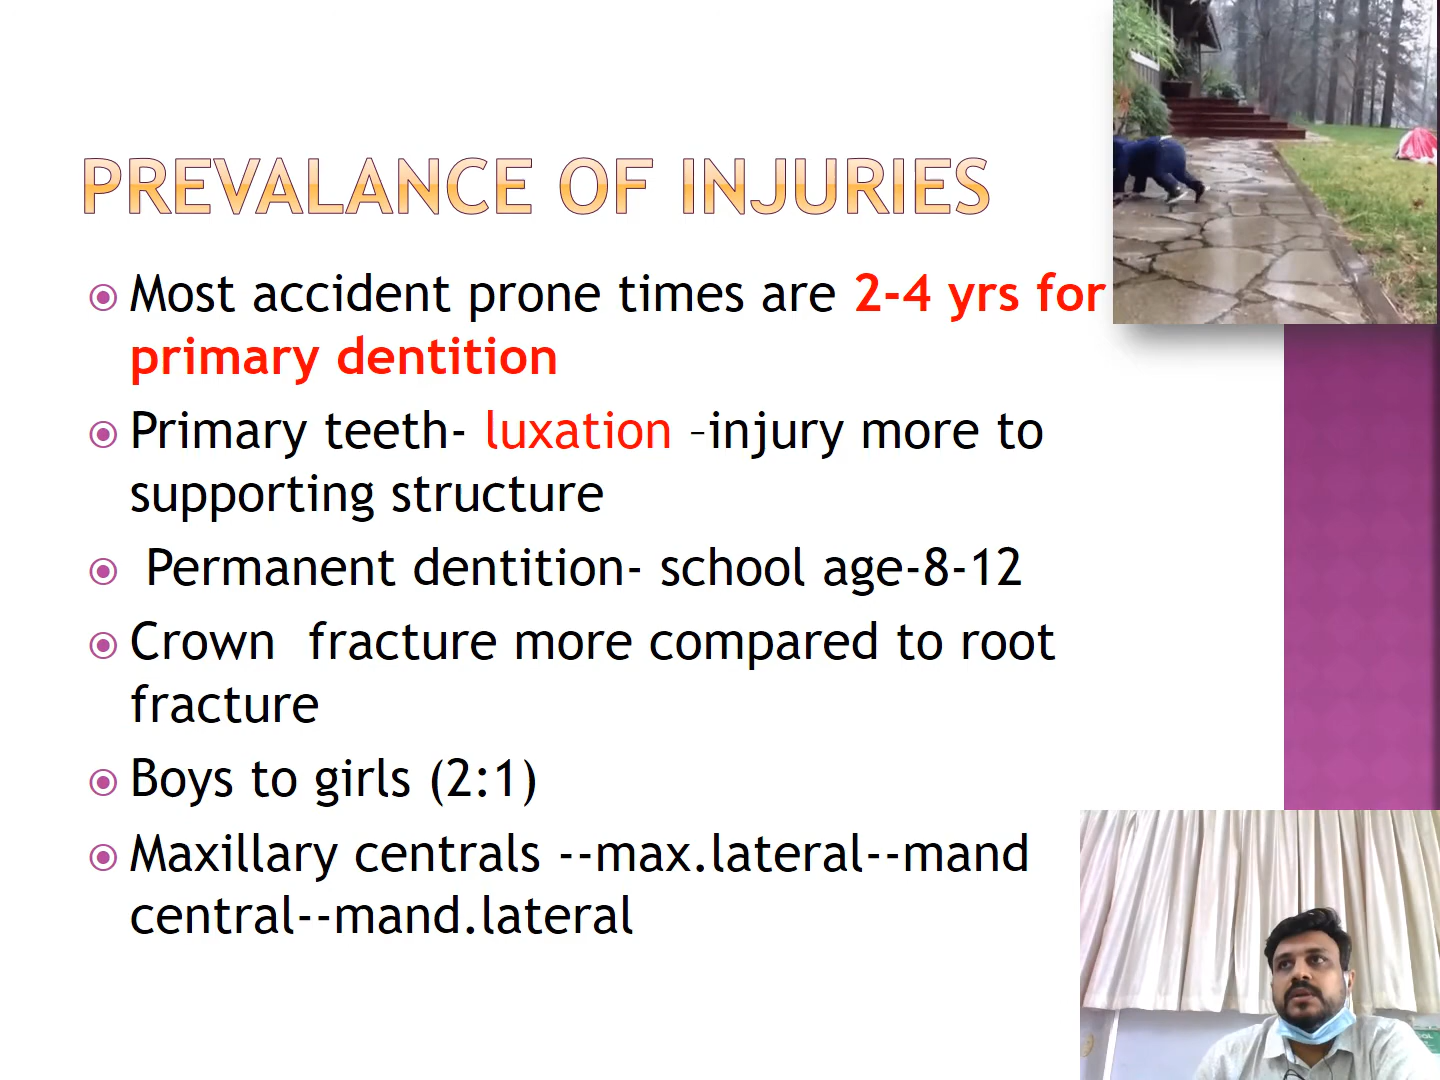 PREVALANCE OF INJURIES
Most accident prone times are 2-4 yrs for
primary dentition
Primary teeth- luxation –injury more to
supporting structure
Permanent dentition- school age-8-12
Crown fracture more compared to root
fracture
Boys to girls (2:1)
Maxillary centrals --max.lateral--mand
central--mand.lateral